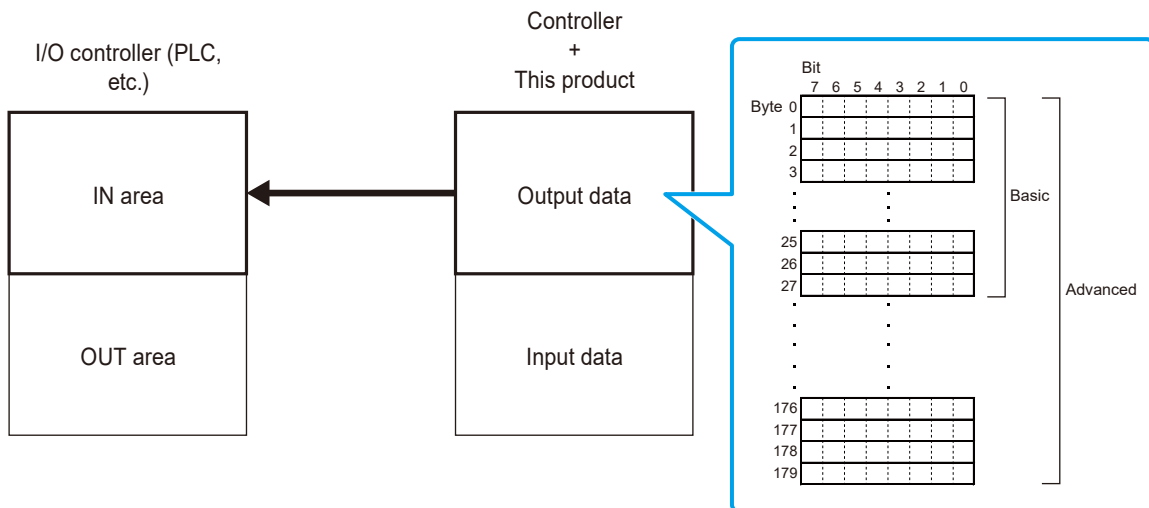 I/O controller (PLC,
etc.)
Controller
+
This product
IN area
OUT area
Output data
Input data
Bit
7 6 5 4 3 2 1 0
Byte 0
1
2
3
25
26
27
176
177
178
179
Basic
Advanced